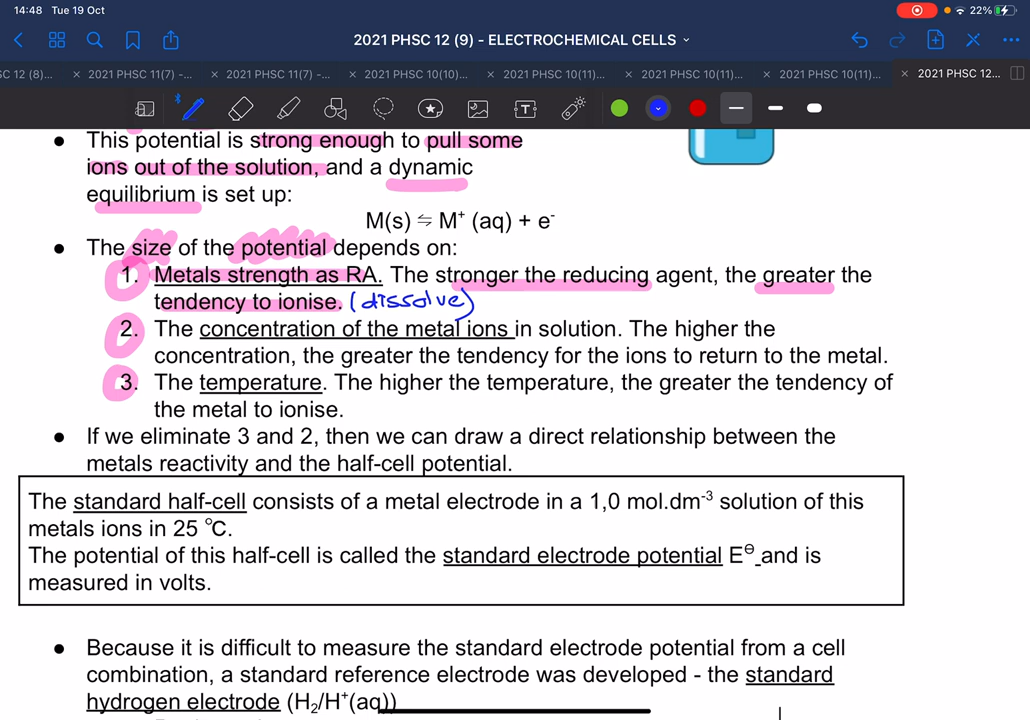 14:48 Tue 19 Oct
22%
2021 PHSC 12 (9) - ELECTROCHEMICAL CELLS
SC 12 (8)... × 2021 PHSC 11(7) -... × 2021 PHSC 11(7) -... × 2021 PHSC 10(10)... × 2021 PHSC 10(11)... × 2021 PHSC 10(11)... × 2021 PHSC 10(11)... × 2021 PHSC 12...
• This potential is strong enough to pull some
ions out of the solution, and a dynamic
equilibrium is set up:
M(s) ⇋ M⁺ (aq) + e⁻
• The size of the potential depends on:
1. Metals strength as RA. The stronger the reducing agent, the greater the
tendency to ionise. (dissolve)
2. The concentration of the metal ions in solution. The higher the
concentration, the greater the tendency for the ions to return to the metal.
3. The temperature. The higher the temperature, the greater the tendency of
the metal to ionise.
• If we eliminate 3 and 2, then we can draw a direct relationship between the
metals reactivity and the half-cell potential.
The standard half-cell consists of a metal electrode in a 1,0 mol.dm⁻³ solution of this
metals ions in 25 °C.
The potential of this half-cell is called the standard electrode potential E⦵ and is
measured in volts.
• Because it is difficult to measure the standard electrode potential from a cell
combination, a standard reference electrode was developed - the standard
hydrogen electrode (H₂/H⁺(aq))